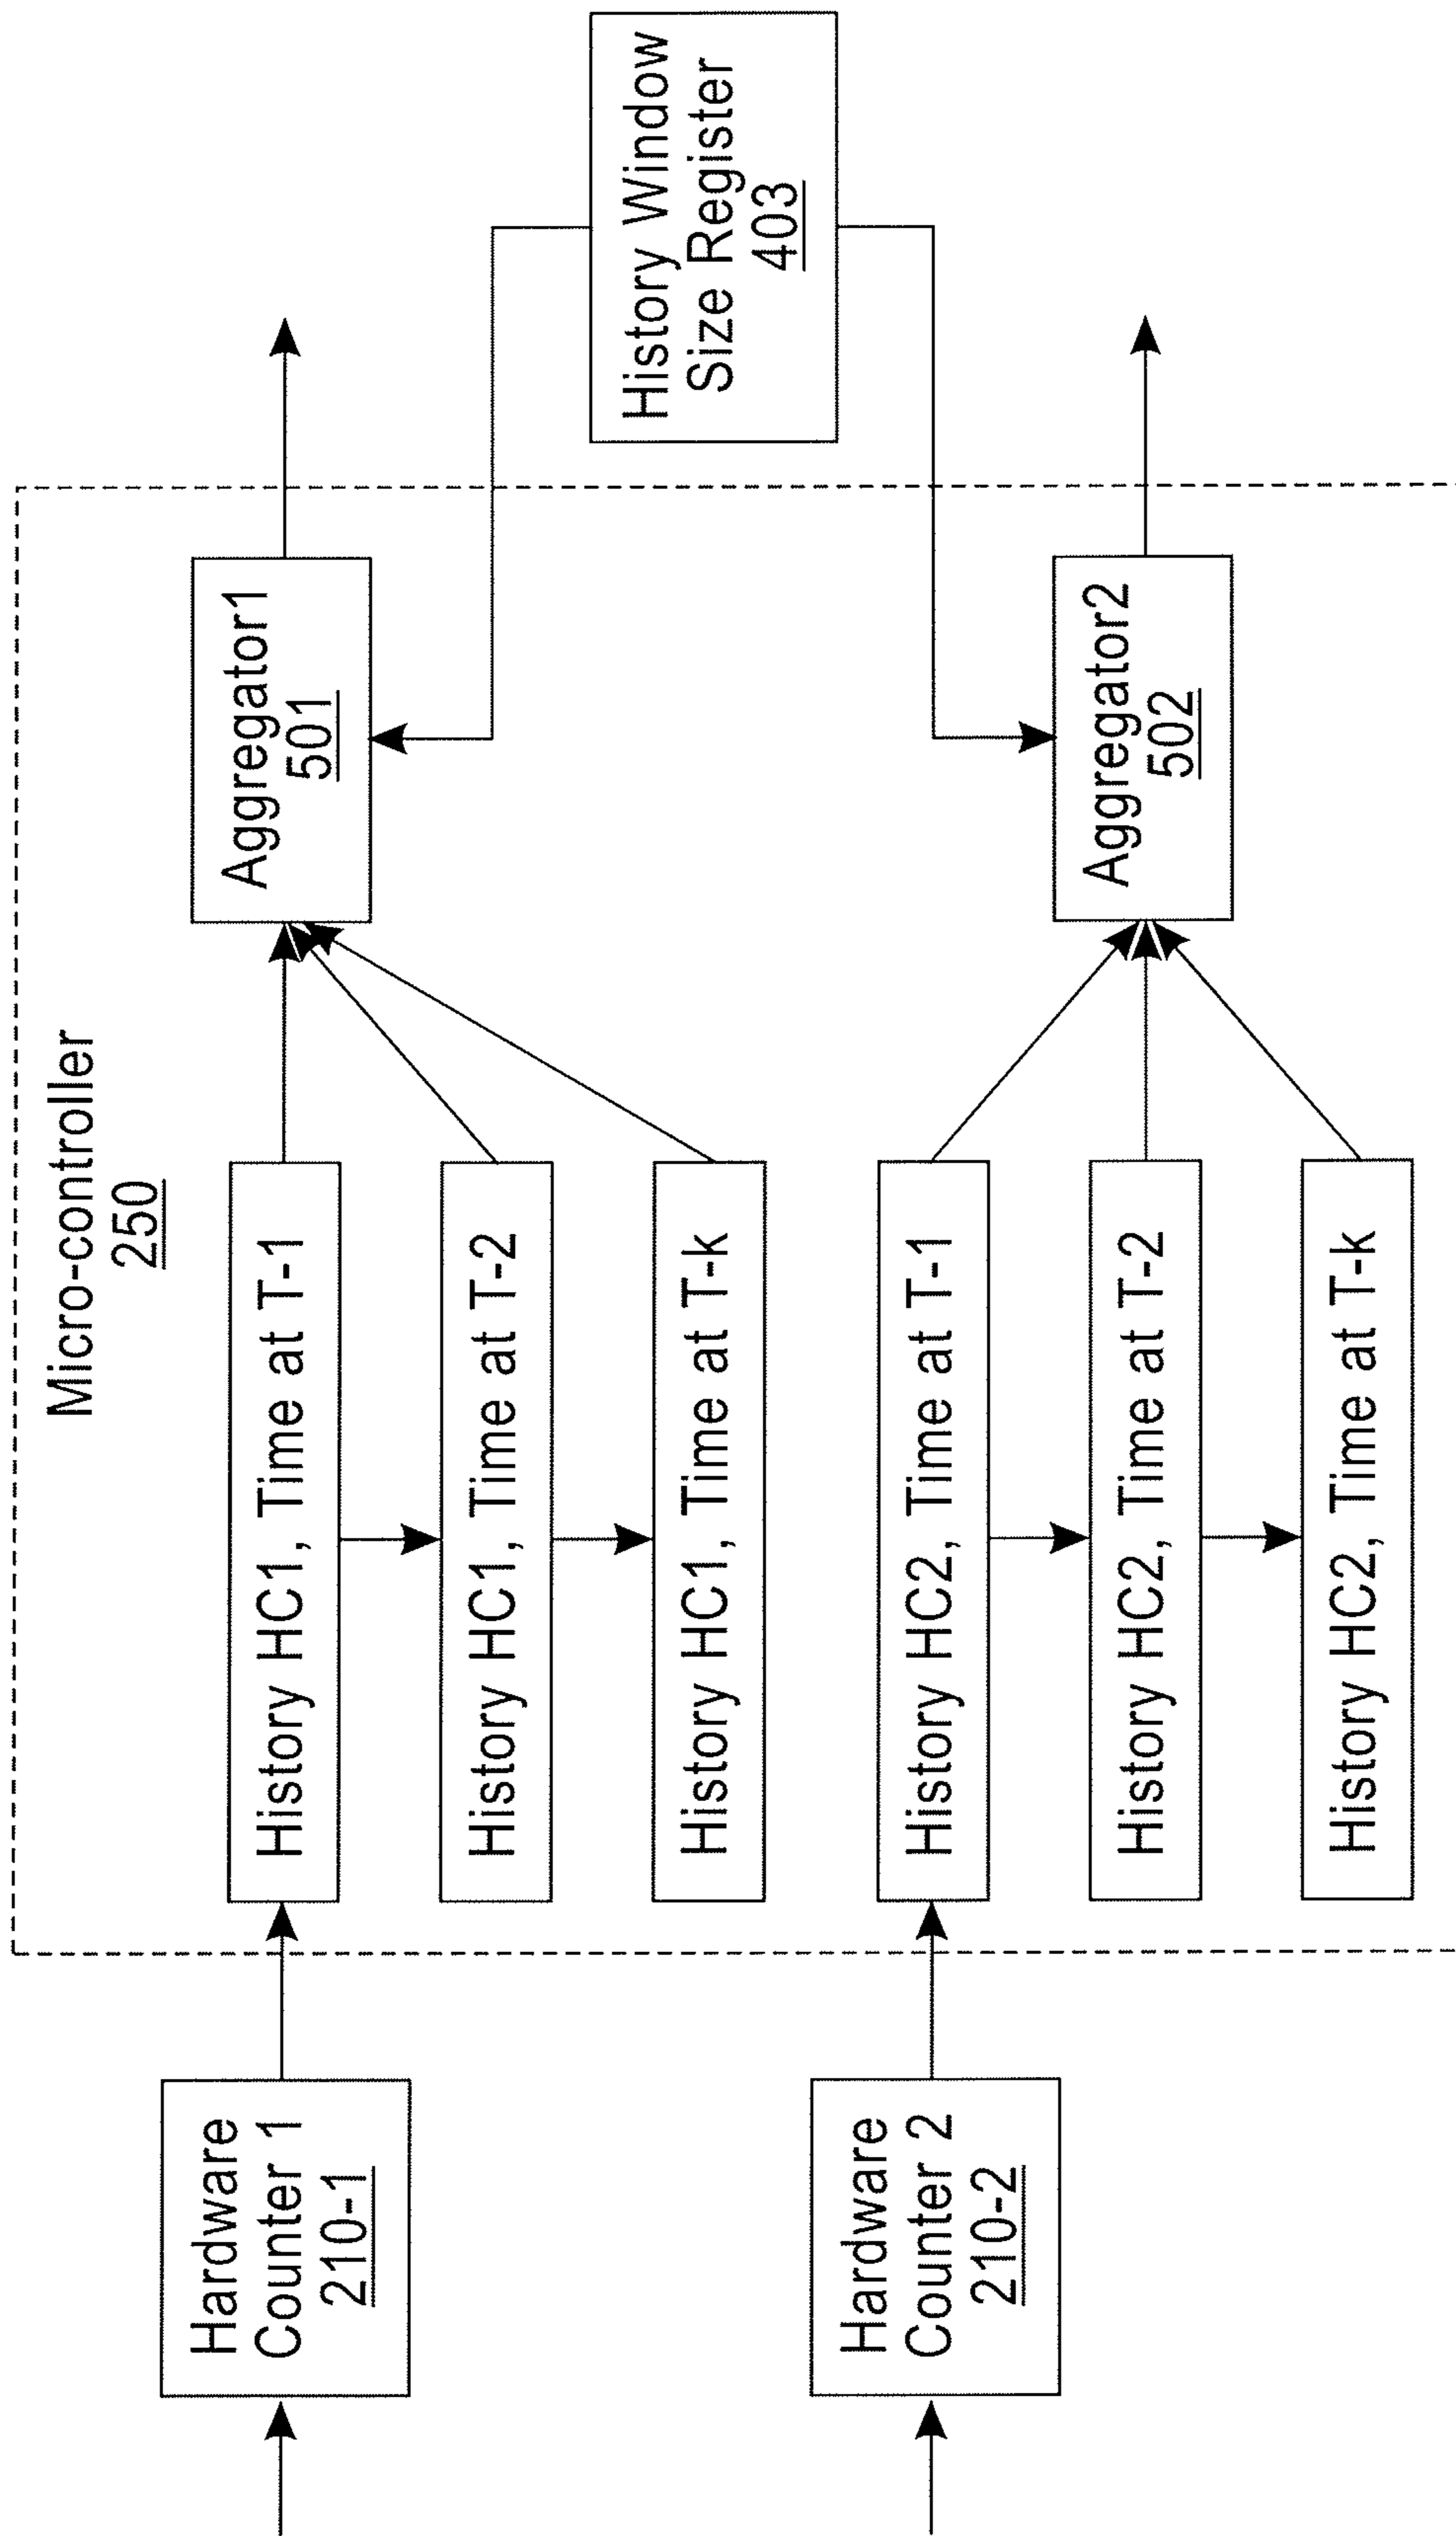 Micro-controller
250
Hardware
Counter 1
210-1
History HC1, Time at T-1
History HC1, Time at T-2
History HC1, Time at T-k
Aggregator1
501
History Window
Size Register
403
Hardware
Counter 2
210-2
History HC2, Time at T-1
History HC2, Time at T-2
History HC2, Time at T-k
Aggregator2
502